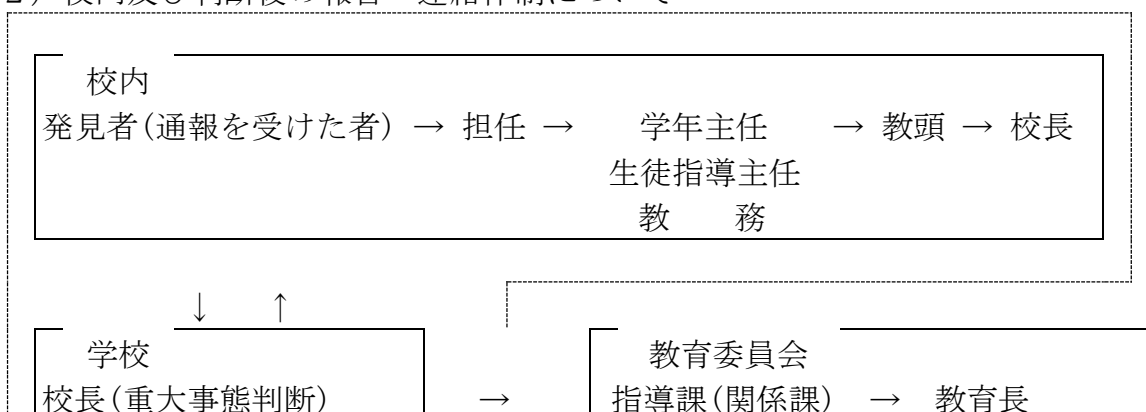 校内
発見者(通報を受けた者) → 担任 → 学年主任 → 教頭 → 校長
生徒指導主任
教 務
↓ ↑
学校
教育委員会
校長(重大事態判断) → 指導課(関係課) → 教育長